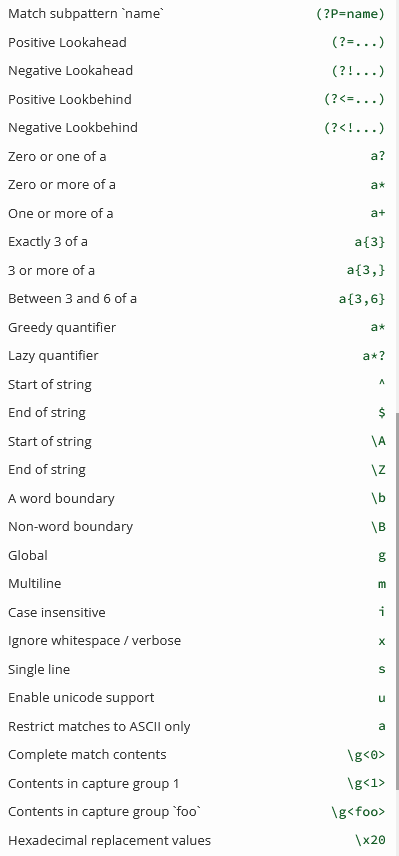 Match subpattern `name` (?P=name)
Positive Lookahead (?=...)
Negative Lookahead (?!...)
Positive Lookbehind (?<=...)
Negative Lookbehind (?<!...)
Zero or one of a a?
Zero or more of a a*
One or more of a a+
Exactly 3 of a a{3}
3 or more of a a{3,}
Between 3 and 6 of a a{3,6}
Greedy quantifier a*
Lazy quantifier a*?
Start of string ^
End of string $
Start of string \A
End of string \Z
A word boundary \b
Non-word boundary \B
Global g
Multiline m
Case insensitive i
Ignore whitespace / verbose x
Single line s
Enable unicode support u
Restrict matches to ASCII only a
Complete match contents \g<0>
Contents in capture group 1 \g<1>
Contents in capture group `foo` \g<foo>
Hexadecimal replacement values \x20